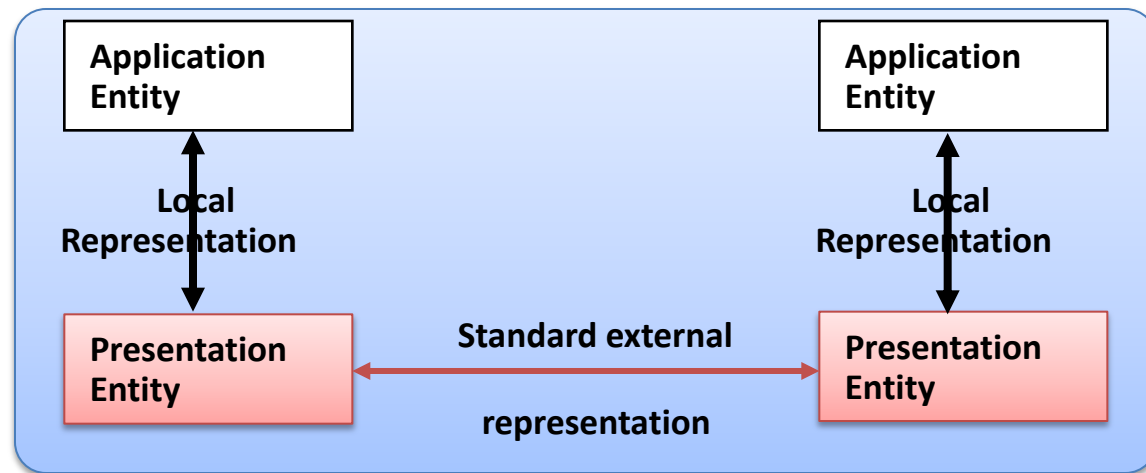 Application
Entity
Application
Entity
Local
Representation
Local
Representation
Presentation
Entity
Standard external
representation
Presentation
Entity